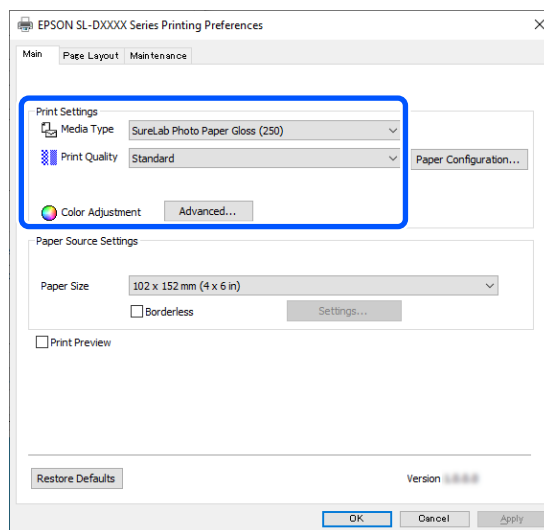 EPSON SL-DXXXX Series Printing Preferences
Main Page Layout Maintenance
Print Settings
Media Type SureLab Photo Paper Gloss (250)
Print Quality Standard Paper Configuration...
Color Adjustment Advanced...
Paper Source Settings
Paper Size 102 x 152 mm (4 x 6 in)
Borderless Settings...
Print Preview
Restore Defaults Version
OK Cancel Apply